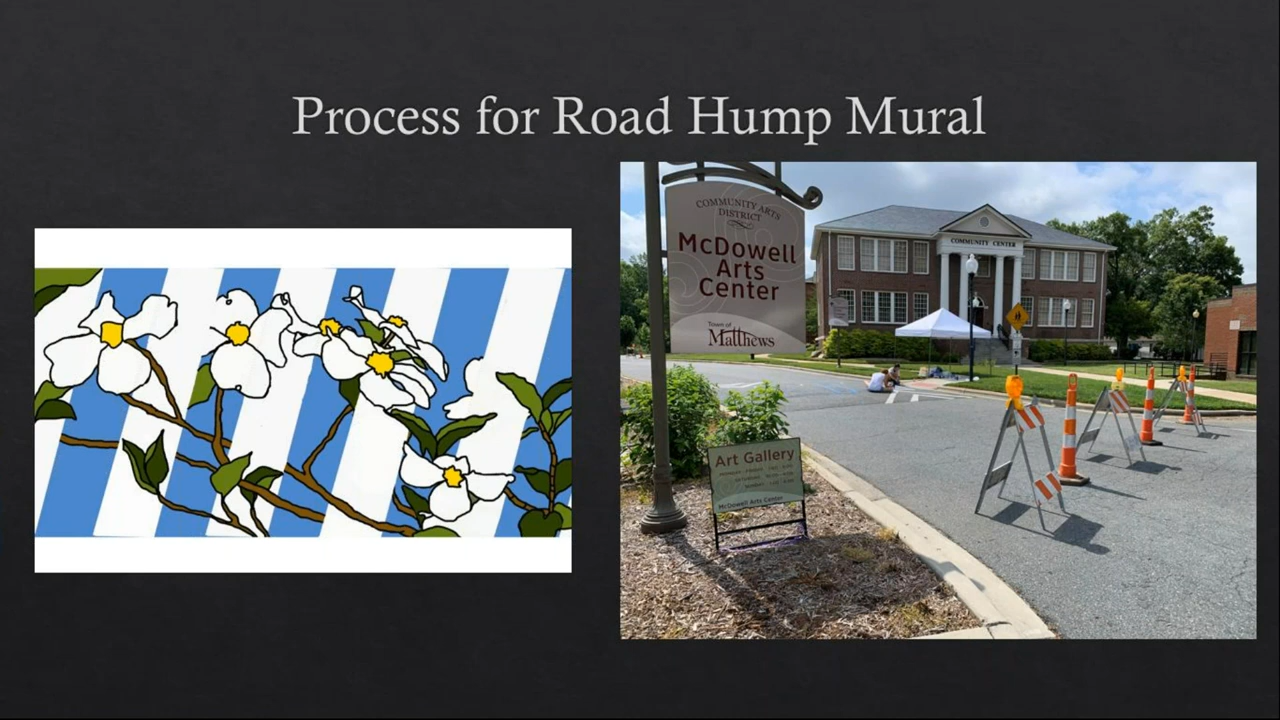 Process for Road Hump Mural
COMMUNITY ARTS
DISTRICT
McDowell
Arts
Center
Town of
Matthews
COMMUNITY CENTER
Art Gallery
McDowell Arts Center